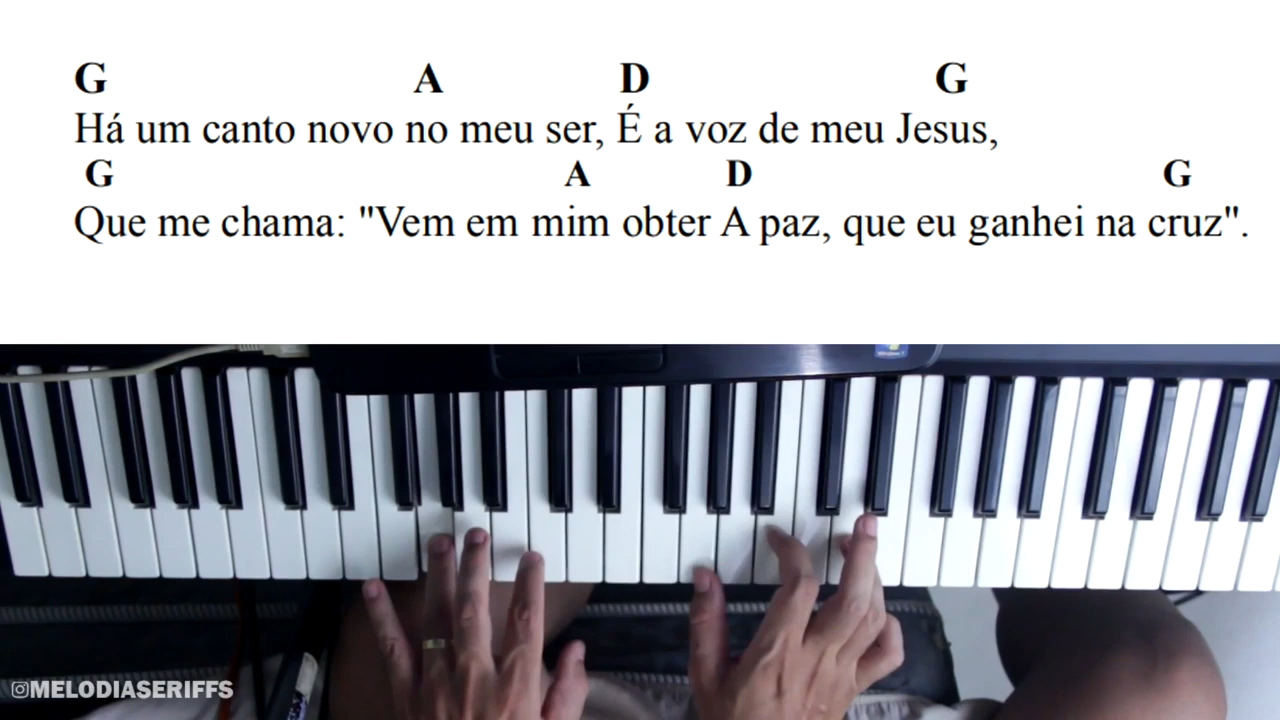 G A D G
Há um canto novo no meu ser, É a voz de meu Jesus,
G A D G
Que me chama: "Vem em mim obter A paz, que eu ganhei na cruz".
@MELODIASERIFFS